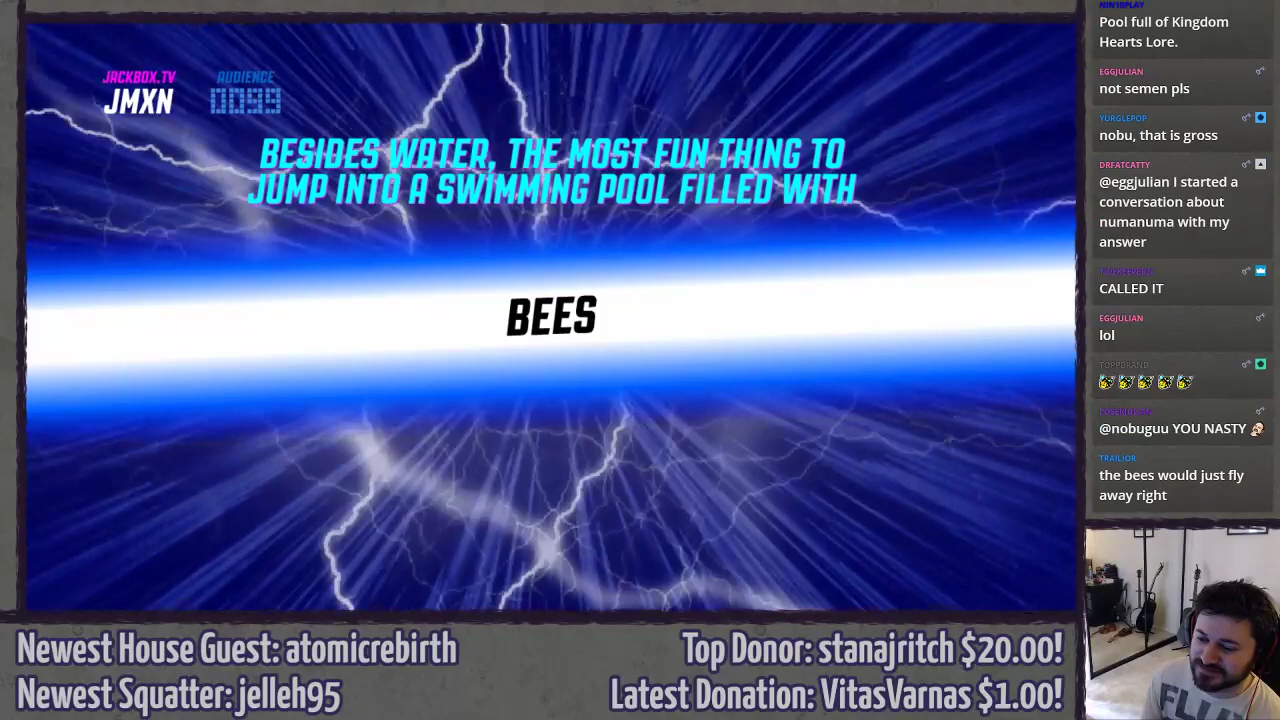 JACKBOX.TV
JMXN
AUDIENCE
0099
BESIDES WATER, THE MOST FUN THING TO
JUMP INTO A SWIMMING POOL FILLED WITH
BEES
NIN10PLAY
Pool full of Kingdom
Hearts Lore.
EGGJULIAN
not semen pls
YURGLEPOP
nobu, that is gross
DRFATCATTY
@eggjulian I started a
conversation about
numanuma with my
answer
CALLED IT
EGGJULIAN
lol
TOPPBRAND
@nobuguu YOU NASTY
TRAILIOR
the bees would just fly
away right
Newest House Guest: atomicrebirth
Newest Squatter: jelleh95
Top Donor: stanajritch $20.00!
Latest Donation: VitasVarnas $1.00!